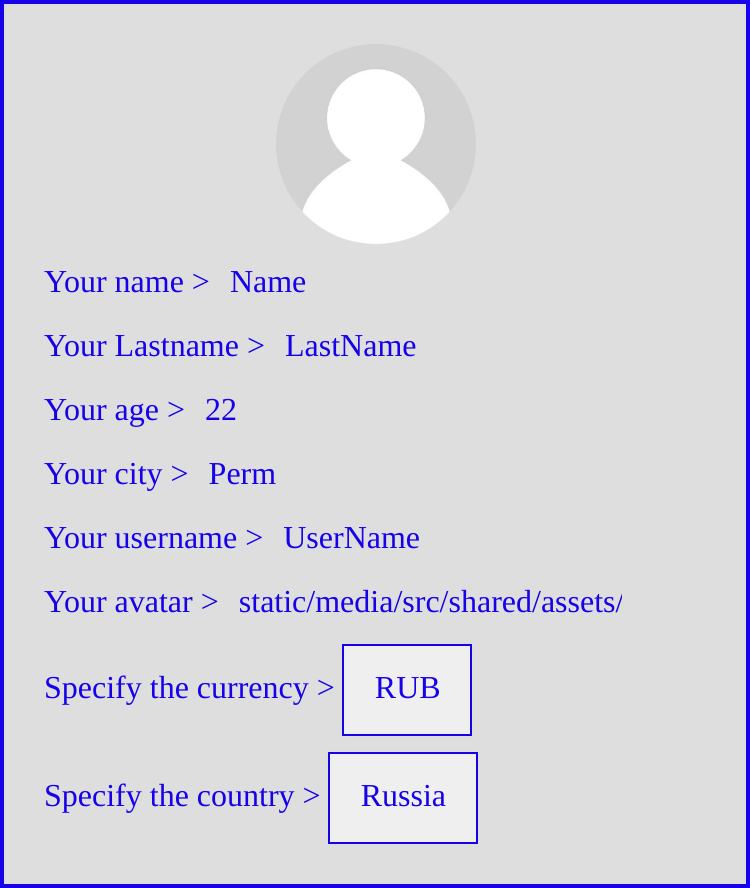 Your name > Name
Your Lastname > LastName
Your age > 22
Your city > Perm
Your username > UserName
Your avatar > static/media/src/shared/assets/
Specify the currency > RUB
Specify the country > Russia